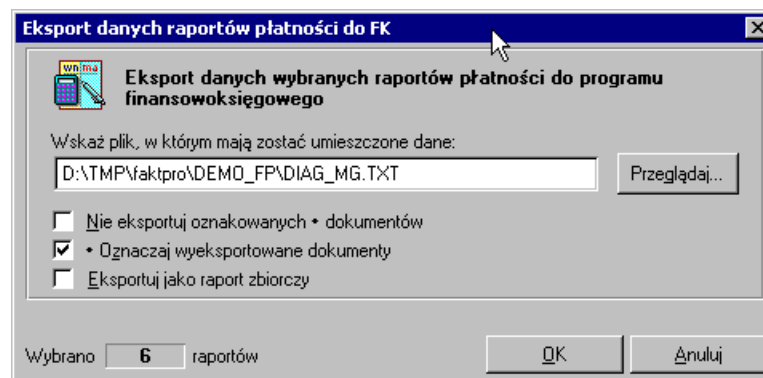 Eksport danych raportów płatności do FK
wn ma
Eksport danych wybranych raportów płatności do programu
finansowoksięgowego
Wskaż plik, w którym mają zostać umieszczone dane:
D:\TMP\faktpro\DEMO_FP\DIAG_MG.TXT
Przeglądaj...
Nie eksportuj oznakowanych • dokumentów
• Oznaczaj wyeksportowane dokumenty
Eksportuj jako raport zbiorczy
Wybrano 6 raportów
OK
Anuluj